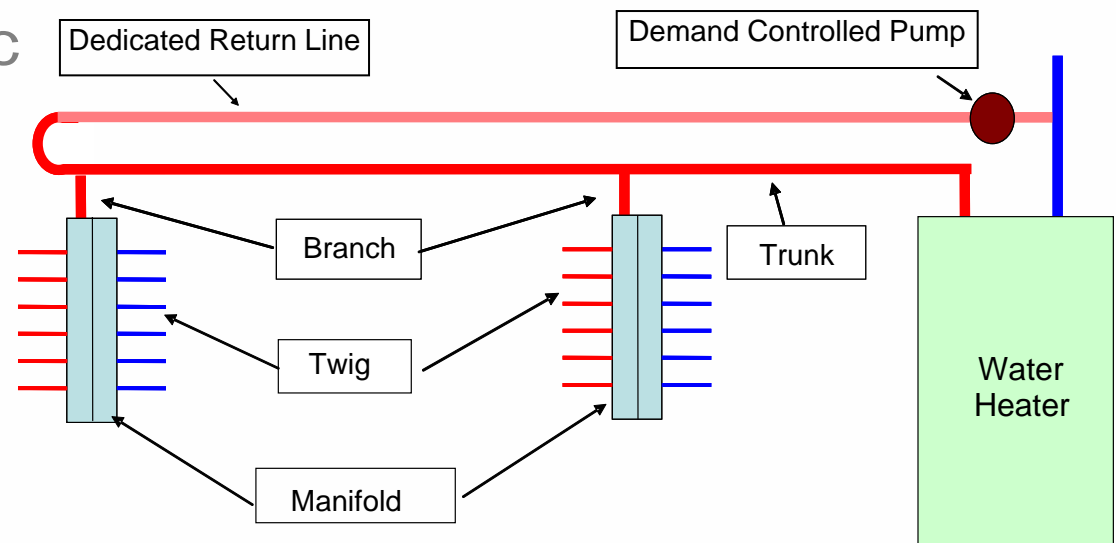 C
Dedicated Return Line
Demand Controlled Pump
Branch
Trunk
Twig
Water
Heater
Manifold